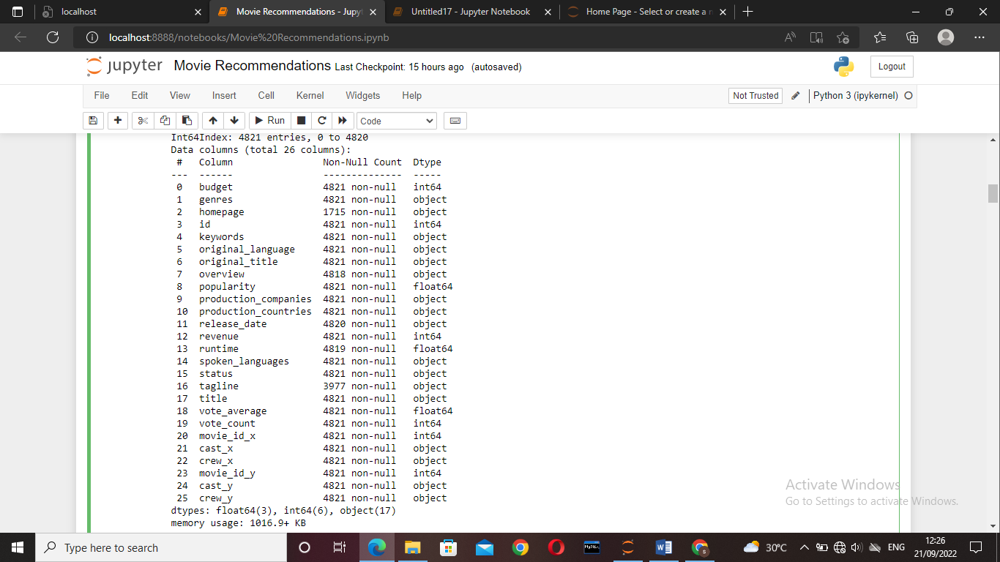 localhost
Movie Recommendations - Jupyt
Untitled17 - Jupyter Notebook
Home Page - Select or create a n
localhost:8888/notebooks/Movie%20Recommendations.ipynb
jupyter Movie Recommendations Last Checkpoint: 15 hours ago (autosaved)
Logout
File Edit View Insert Cell Kernel Widgets Help
Not Trusted
Python 3 (ipykernel)
Run
Code
Int64Index: 4821 entries, 0 to 4820
Data columns (total 26 columns):
# Column Non-Null Count Dtype
--- ------ -------------- -----
0 budget 4821 non-null int64
1 genres 4821 non-null object
2 homepage 1715 non-null object
3 id 4821 non-null int64
4 keywords 4821 non-null object
5 original_language 4821 non-null object
6 original_title 4821 non-null object
7 overview 4818 non-null object
8 popularity 4821 non-null float64
9 production_companies 4821 non-null object
10 production_countries 4821 non-null object
11 release_date 4820 non-null object
12 revenue 4821 non-null int64
13 runtime 4819 non-null float64
14 spoken_languages 4821 non-null object
15 status 4821 non-null object
16 tagline 3977 non-null object
17 title 4821 non-null object
18 vote_average 4821 non-null float64
19 vote_count 4821 non-null int64
20 movie_id_x 4821 non-null int64
21 cast_x 4821 non-null object
22 crew_x 4821 non-null object
23 movie_id_y 4821 non-null int64
24 cast_y 4821 non-null object
25 crew_y 4821 non-null object
dtypes: float64(3), int64(6), object(17)
memory usage: 1016.9+ KB
Activate Windows
Go to Settings to activate Windows.
Type here to search
MySQL
W
S
30°C
ENG
12:26
21/09/2022